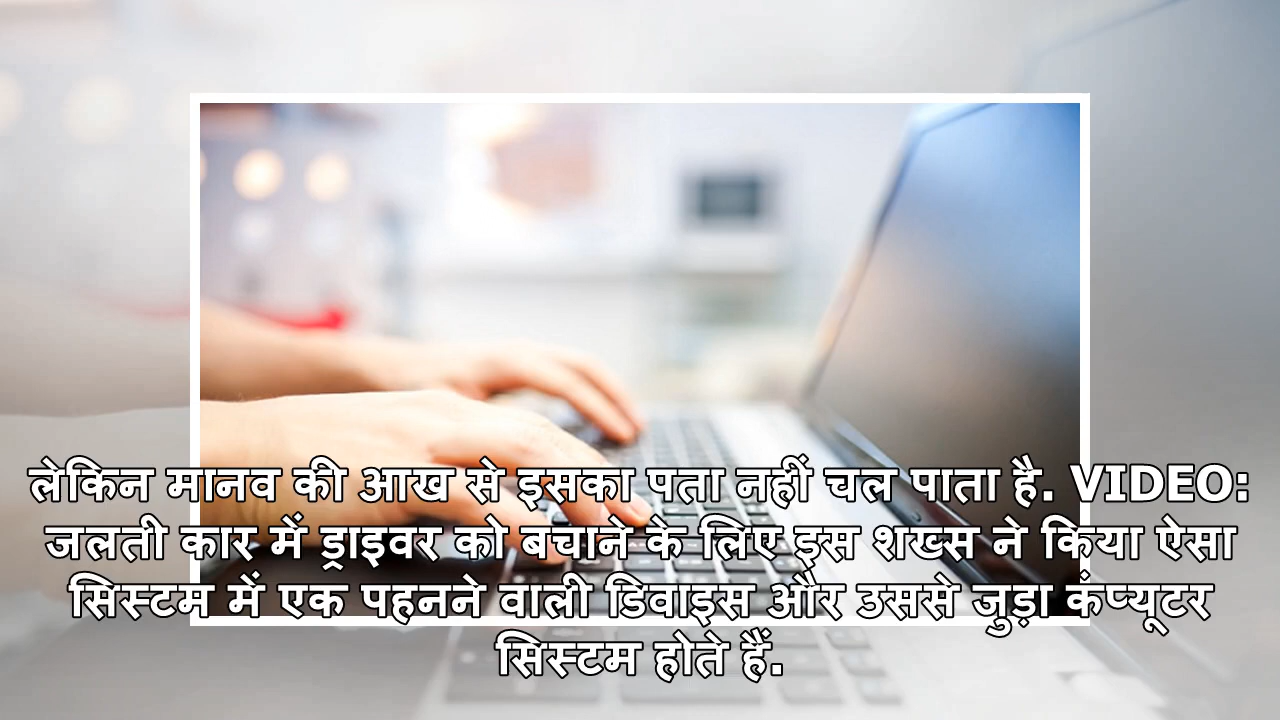 लेकिन मानव की आख से इसका पता नहीं चल पाता है. VIDEO:
जलती कार में ड्राइवर को बचाने के लिए इस शख्स ने किया ऐसा
सिस्टम में एक पहनने वाली डिवाइस और उससे जुड़ा कंप्यूटर
सिस्टम होते हैं.